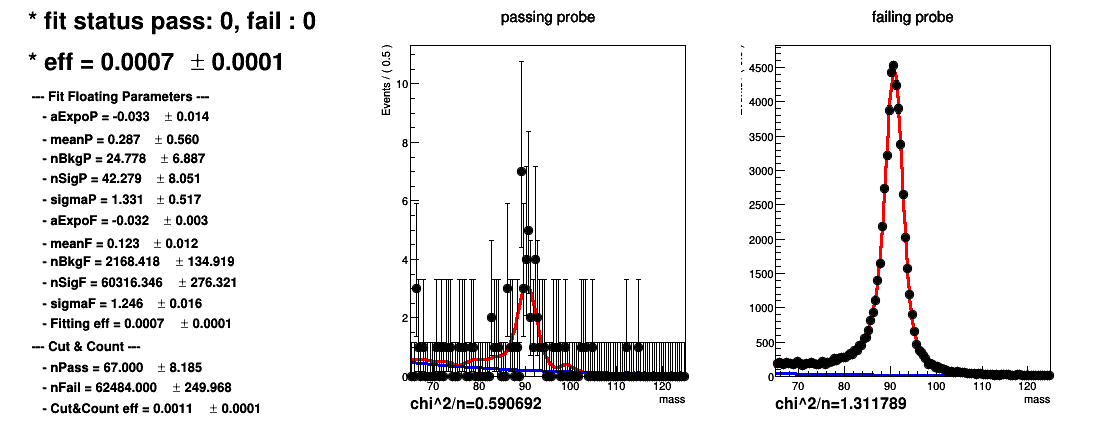 * fit status pass: 0, fail : 0
* eff = 0.0007 ± 0.0001
--- Fit Floating Parameters ---
- aExpoP = -0.033 ± 0.014
- meanP = 0.287 ± 0.560
- nBkgP = 24.778 ± 6.887
- nSigP = 42.279 ± 8.051
- sigmaP = 1.331 ± 0.517
- aExpoF = -0.032 ± 0.003
- meanF = 0.123 ± 0.012
- nBkgF = 2168.418 ± 134.919
- nSigF = 60316.346 ± 276.321
- sigmaF = 1.246 ± 0.016
- Fitting eff = 0.0007 ± 0.0001
--- Cut & Count ---
- nPass = 67.000 ± 8.185
- nFail = 62484.000 ± 249.968
- Cut&Count eff = 0.0011 ± 0.0001
passing probe
Events / ( 0.5 )
10
8
6
4
2
0
70 80 90 100 110 120
mass
chi^2/n=0.590692
failing probe
4500
4000
3500
3000
2500
2000
1500
1000
500
0
70 80 90 100 110 120
mass
chi^2/n=1.311789